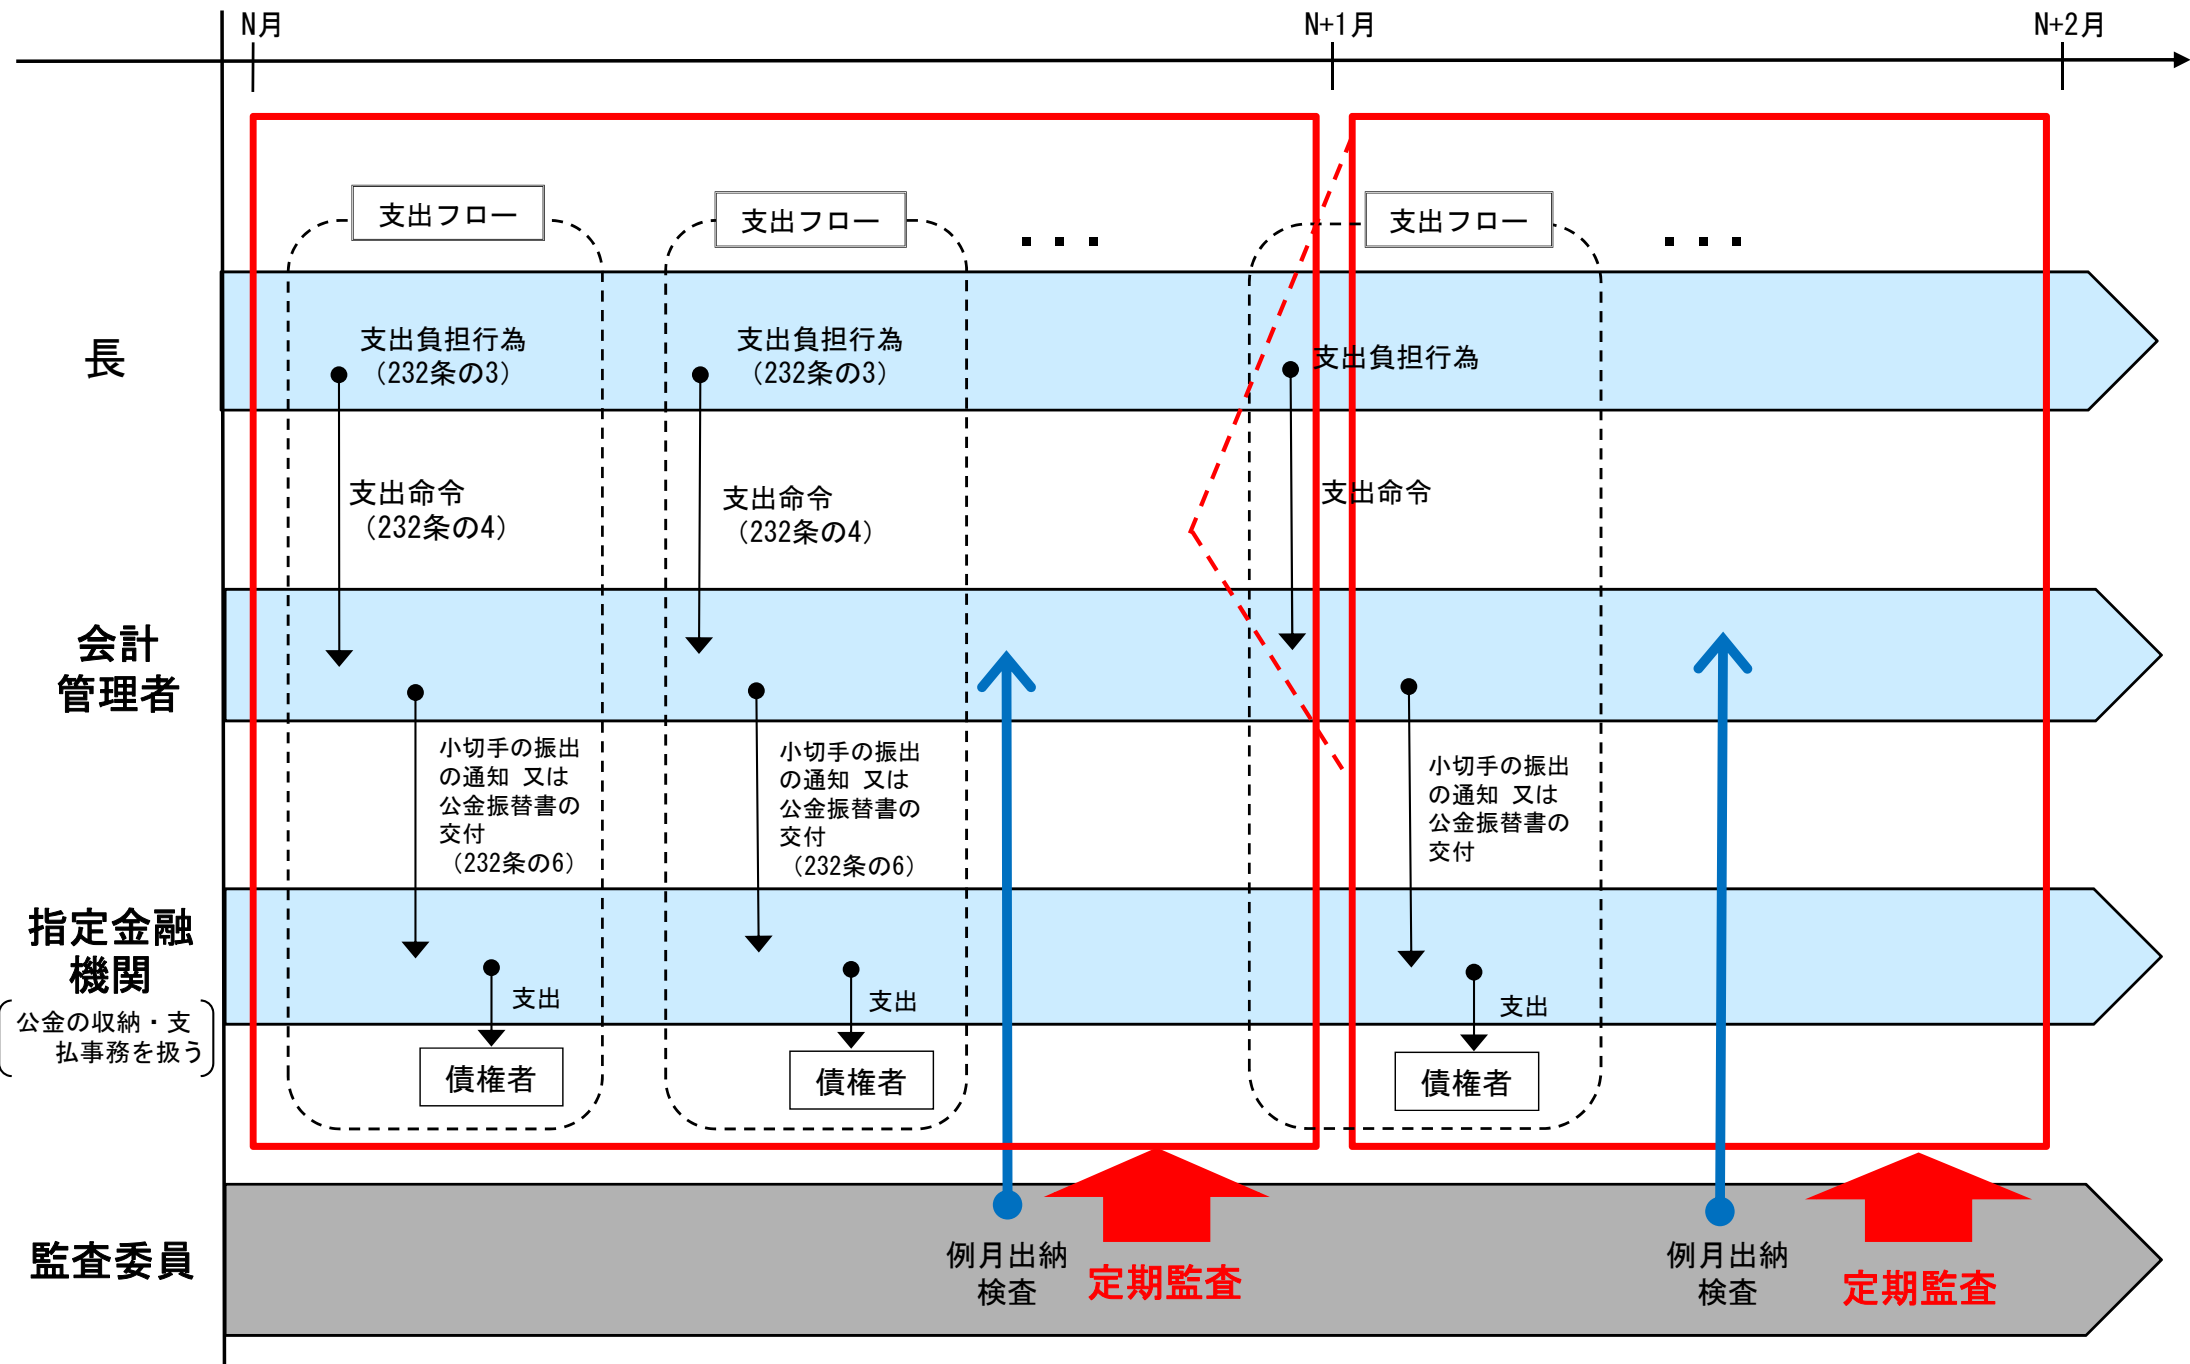 N月
N+1月
N+2月
支出フロー
支出フロー
・・・
支出フロー
・・・
長
支出負担行為
（232条の3）
支出負担行為
（232条の3）
支出負担行為
支出命令
（232条の4）
支出命令
（232条の4）
支出命令
会計
管理者
小切手の振出
の通知 又は
公金振替書の
交付
（232条の6）
小切手の振出
の通知 又は
公金振替書の
交付
（232条の6）
小切手の振出
の通知 又は
公金振替書の
交付
指定金融
機関
公金の収納・支
払事務を扱う
支出
支出
支出
債権者
債権者
債権者
監査委員
例月出納
検査
定期監査
例月出納
検査
定期監査